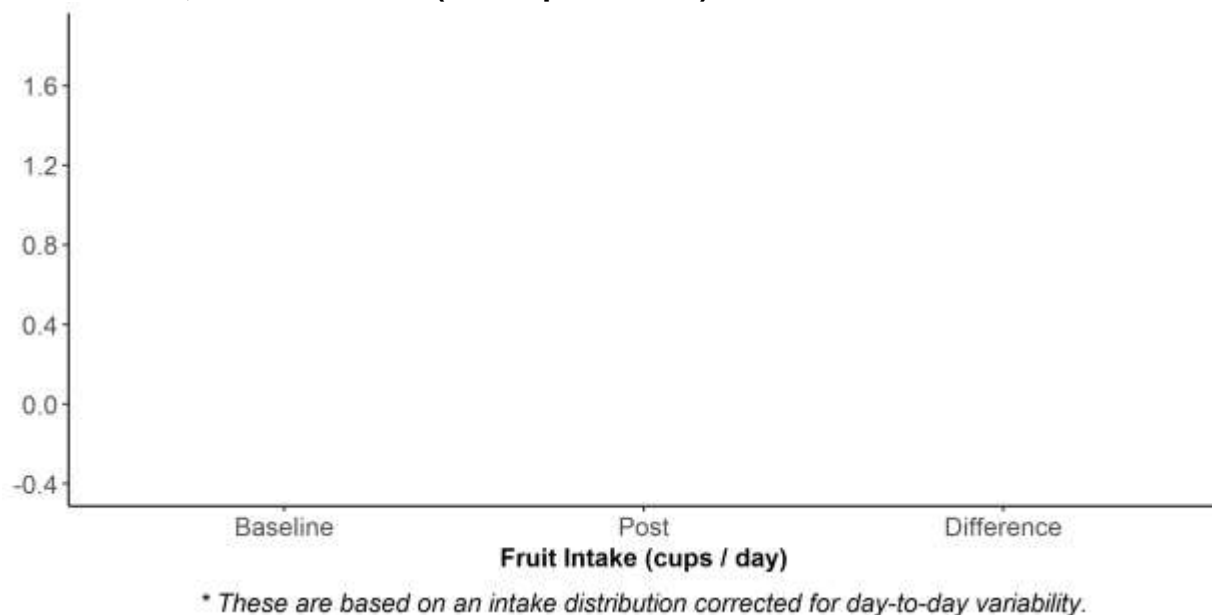 1.6
1.2
0.8
0.4
0.0
-0.4
Baseline Post Difference
Fruit Intake (cups / day)
* These are based on an intake distribution corrected for day-to-day variability.